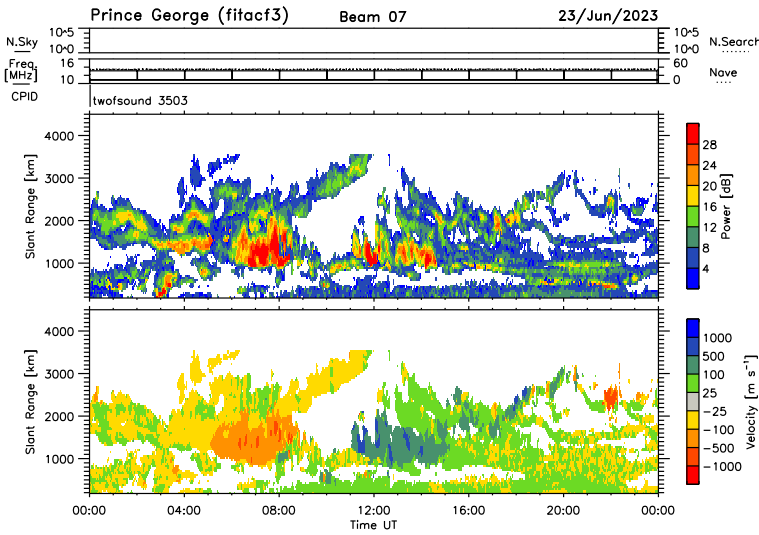 Prince George (fitacf3) Beam 07 23/Jun/2023
10^5 10^5
N.Sky N.Search
10^0 10^0
Freq. 16 60
[MHz] Nave
10 0
CPID
twofsound 3503
4000
3000
2000
1000
Slant Range [km]
28
24
20
16
12
8
4
Power [dB]
4000
3000
2000
1000
Slant Range [km]
1000
500
100
25
-25
-100
-500
-1000
Velocity [m s^-1]
00:00 04:00 08:00 12:00 16:00 20:00 00:00
Time UT